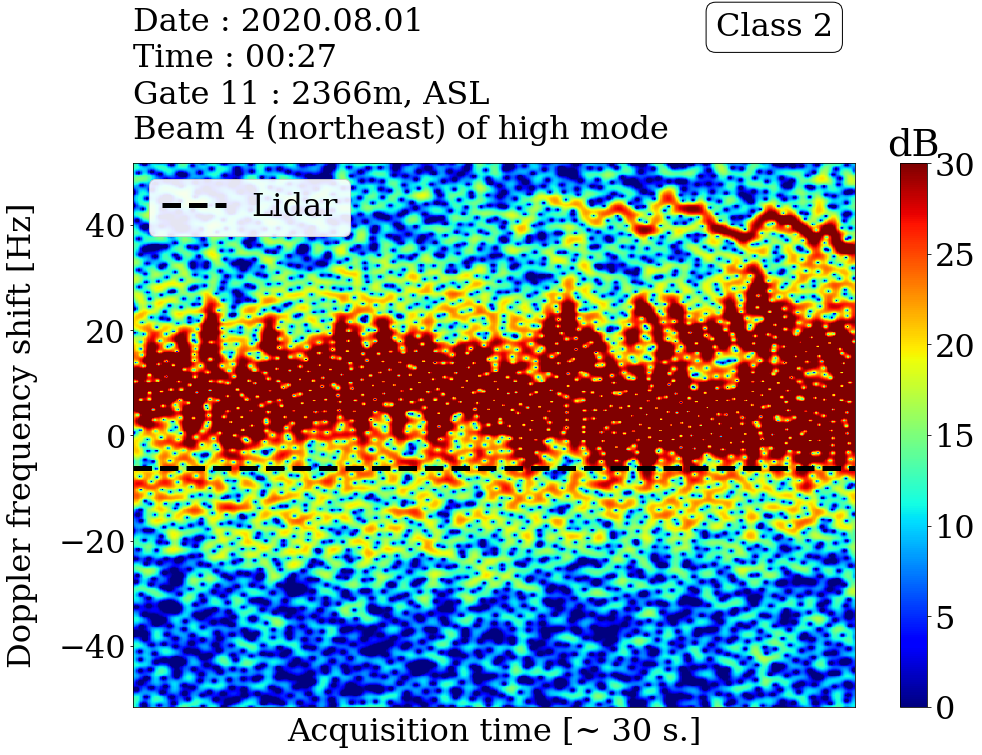 Date : 2020.08.01
Time : 00:27
Gate 11 : 2366m, ASL
Beam 4 (northeast) of high mode
Class 2
dB
Lidar
Doppler frequency shift [Hz]
40
20
0
−20
−40
30
25
20
15
10
5
0
Acquisition time [~ 30 s.]